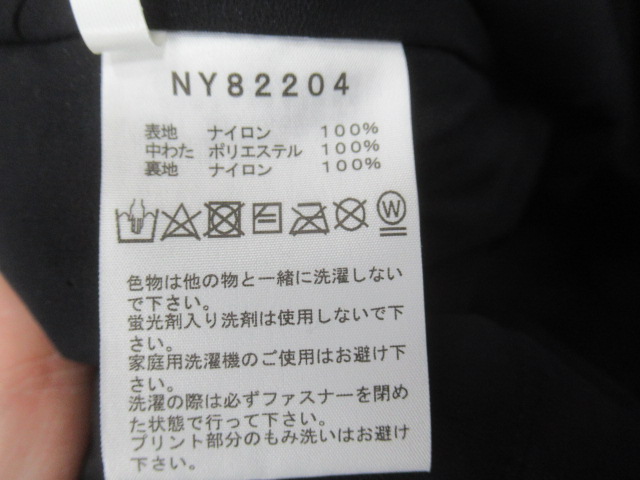 NY82204
表地 ナイロン 100%
中わた ポリエステル 100%
裏地 ナイロン 100%
W
色物は他の物と一緒に洗濯しない
で下さい。
蛍光剤入り洗剤は使用しないで下
さい。
家庭用洗濯機のご使用はお避け下
さい。
洗濯の際は必ずファスナーを閉め
た状態で行って下さい。
プリント部分のもみ洗いはお避け
下さい。